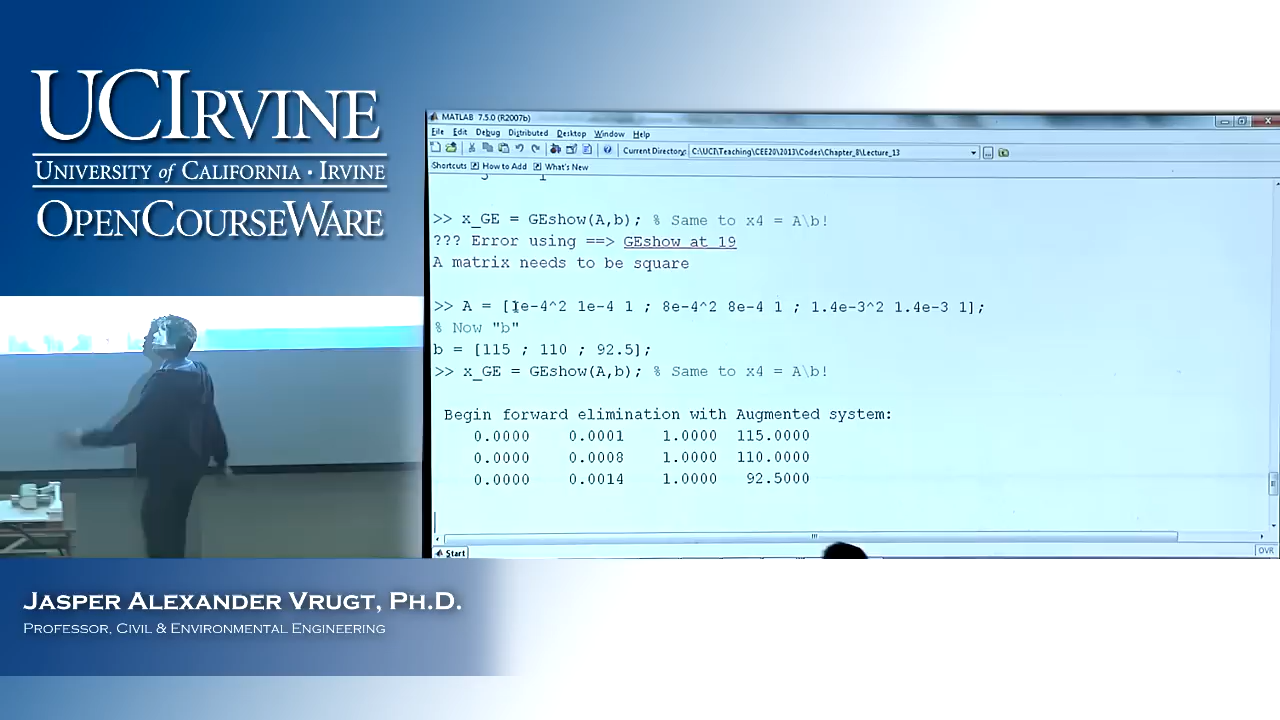 UCIRVINE
UNIVERSITY of CALIFORNIA · IRVINE
OPENCOURSEWARE
MATLAB 7.5.0 (R2007b)
File Edit Debug Distributed Desktop Window Help
Current Directory: C:\UCI\Teaching\CEE20\2013\Codes\Chapter_8\Lecture_13
Shortcuts How to Add What's New
>> x_GE = GEshow(A,b); % Same to x4 = A\b!
??? Error using ==> GEshow at 19
A matrix needs to be square
>> A = [1e-4^2 1e-4 1 ; 8e-4^2 8e-4 1 ; 1.4e-3^2 1.4e-3 1];
% Now "b"
b = [115 ; 110 ; 92.5];
>> x_GE = GEshow(A,b); % Same to x4 = A\b!
Begin forward elimination with Augmented system:
0.0000 0.0001 1.0000 115.0000
0.0000 0.0008 1.0000 110.0000
0.0000 0.0014 1.0000 92.5000
Start
OVR
JASPER ALEXANDER VRUGT, PH.D.
PROFESSOR, CIVIL & ENVIRONMENTAL ENGINEERING